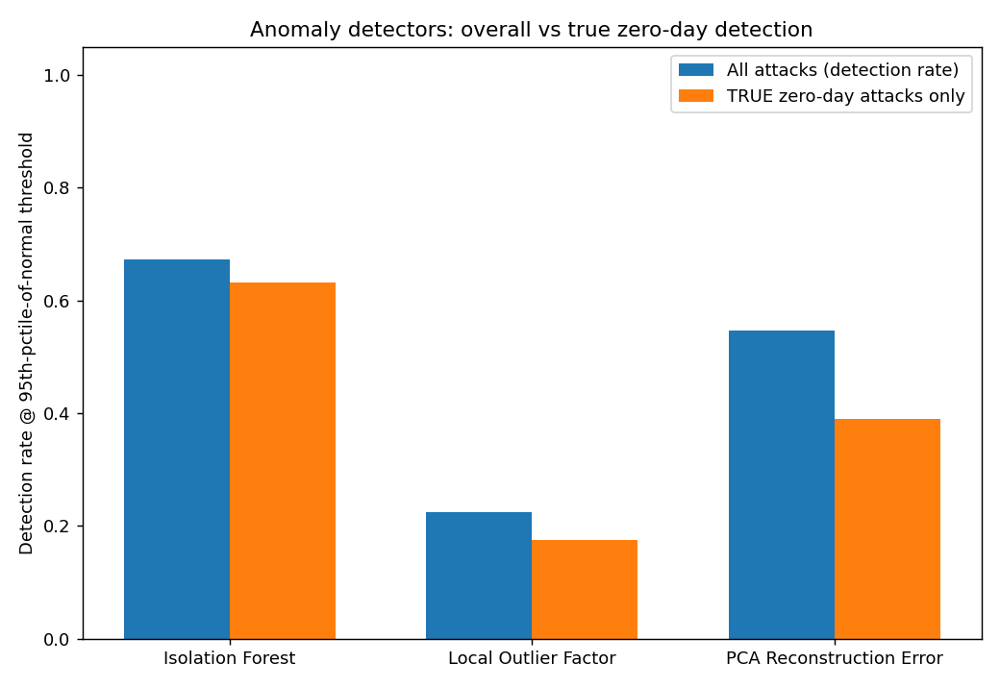 Anomaly detectors: overall vs true zero-day detection
All attacks (detection rate)
TRUE zero-day attacks only
Detection rate @ 95th-pctile-of-normal threshold
1.0
0.8
0.6
0.4
0.2
0.0
Isolation Forest
Local Outlier Factor
PCA Reconstruction Error